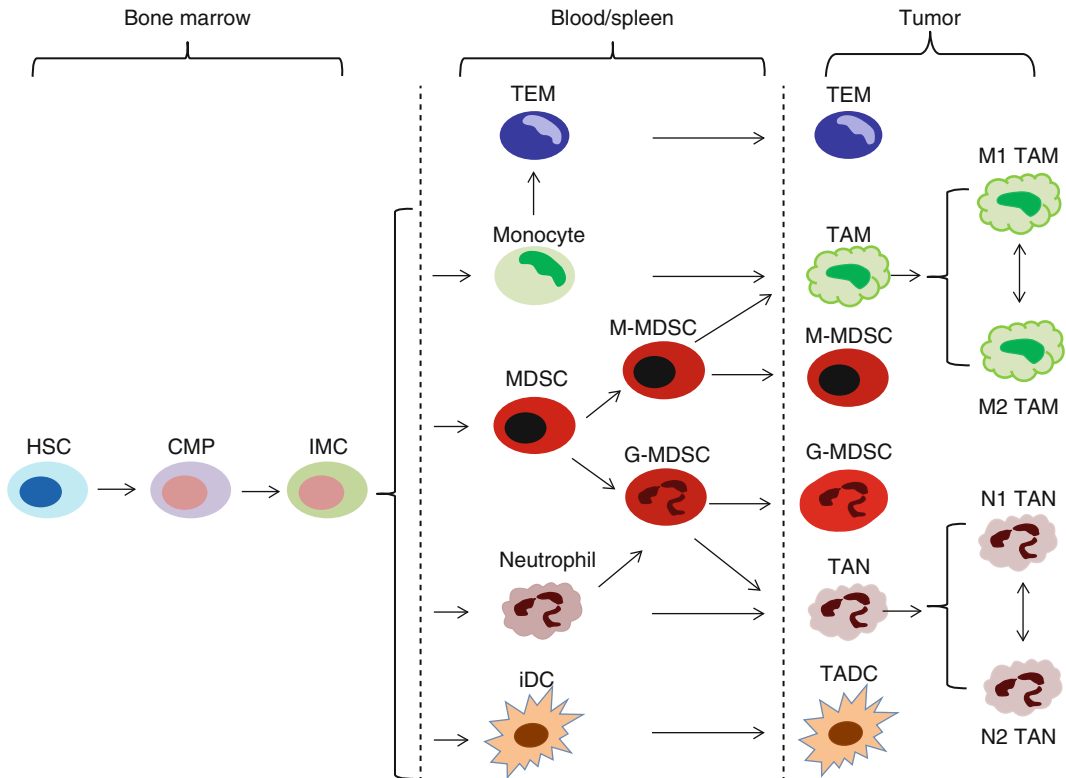 Bone marrow
Blood/spleen
Tumor
TEM
TEM
M1 TAM
Monocyte
TAM
M-MDSC
M-MDSC
MDSC
M2 TAM
HSC
CMP
IMC
G-MDSC
G-MDSC
N1 TAN
Neutrophil
TAN
iDC
TADC
N2 TAN